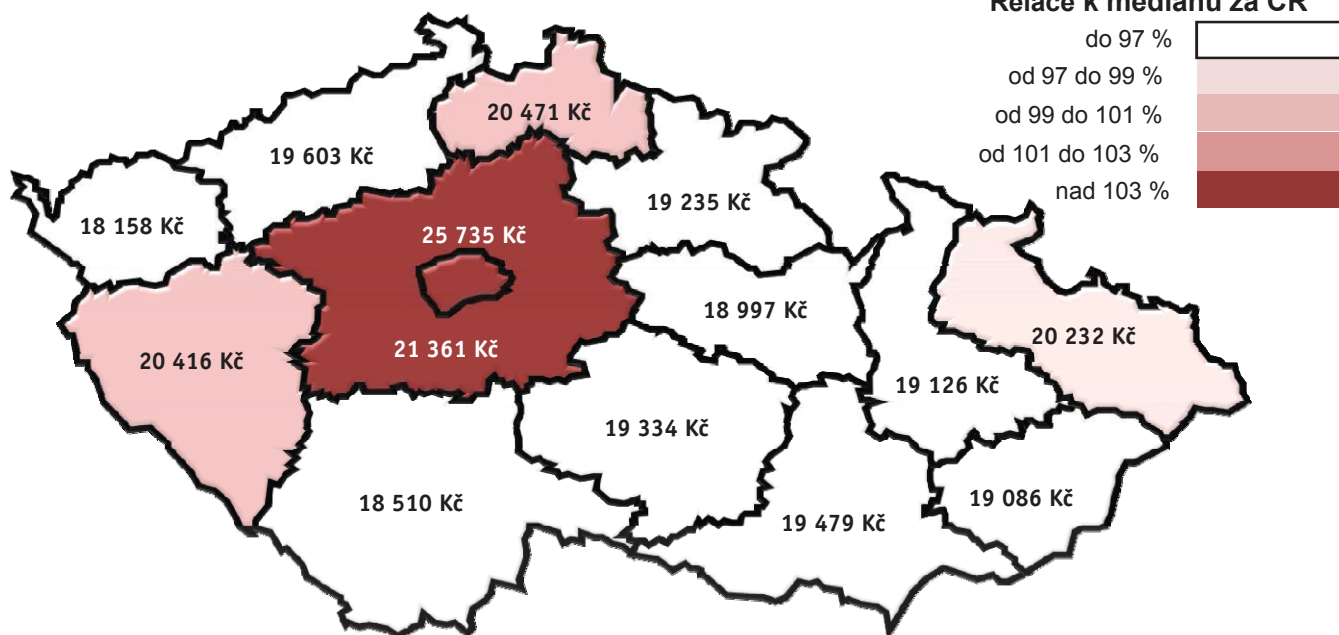 Relace k mediánu za ČR
do 97 %
od 97 do 99 %
od 99 do 101 %
od 101 do 103 %
nad 103 %
20 471 Kč
19 603 Kč
19 235 Kč
18 158 Kč
25 735 Kč
18 997 Kč
20 232 Kč
21 361 Kč
20 416 Kč
19 126 Kč
19 334 Kč
18 510 Kč
19 086 Kč
19 479 Kč